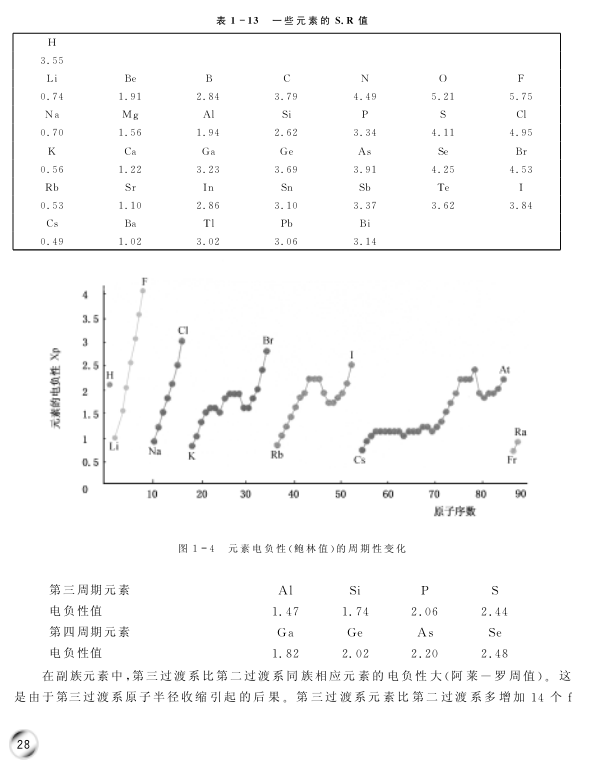 表 1-13 一些元素的 S.R 值
H
3.55
Li Be B C N O F
0.74 1.91 2.84 3.79 4.49 5.21 5.75
Na Mg Al Si P S Cl
0.70 1.56 1.94 2.62 3.34 4.11 4.95
K Ca Ga Ge As Se Br
0.56 1.22 3.23 3.69 3.91 4.25 4.53
Rb Sr In Sn Sb Te I
0.53 1.10 2.86 3.10 3.37 3.62 3.84
Cs Ba Tl Pb Bi
0.49 1.02 3.02 3.06 3.14
元素的电负性 Xp
4
3.5
3
2.5
2
1.5
1
0.5
0
H
Li
F
Na
Cl
K
Br
Rb
I
Cs
At
Fr
Ra
10 20 30 40 50 60 70 80 90
原子序数
图 1-4 元素电负性(鲍林值)的周期性变化
第三周期元素 Al Si P S
电负性值 1.47 1.74 2.06 2.44
第四周期元素 Ga Ge As Se
电负性值 1.82 2.02 2.20 2.48
在副族元素中,第三过渡系比第二过渡系同族相应元素的电负性大(阿莱-罗周值)。这
是由于第三过渡系原子半径收缩引起的后果。第三过渡系元素比第二过渡系多增加 14 个 f
28